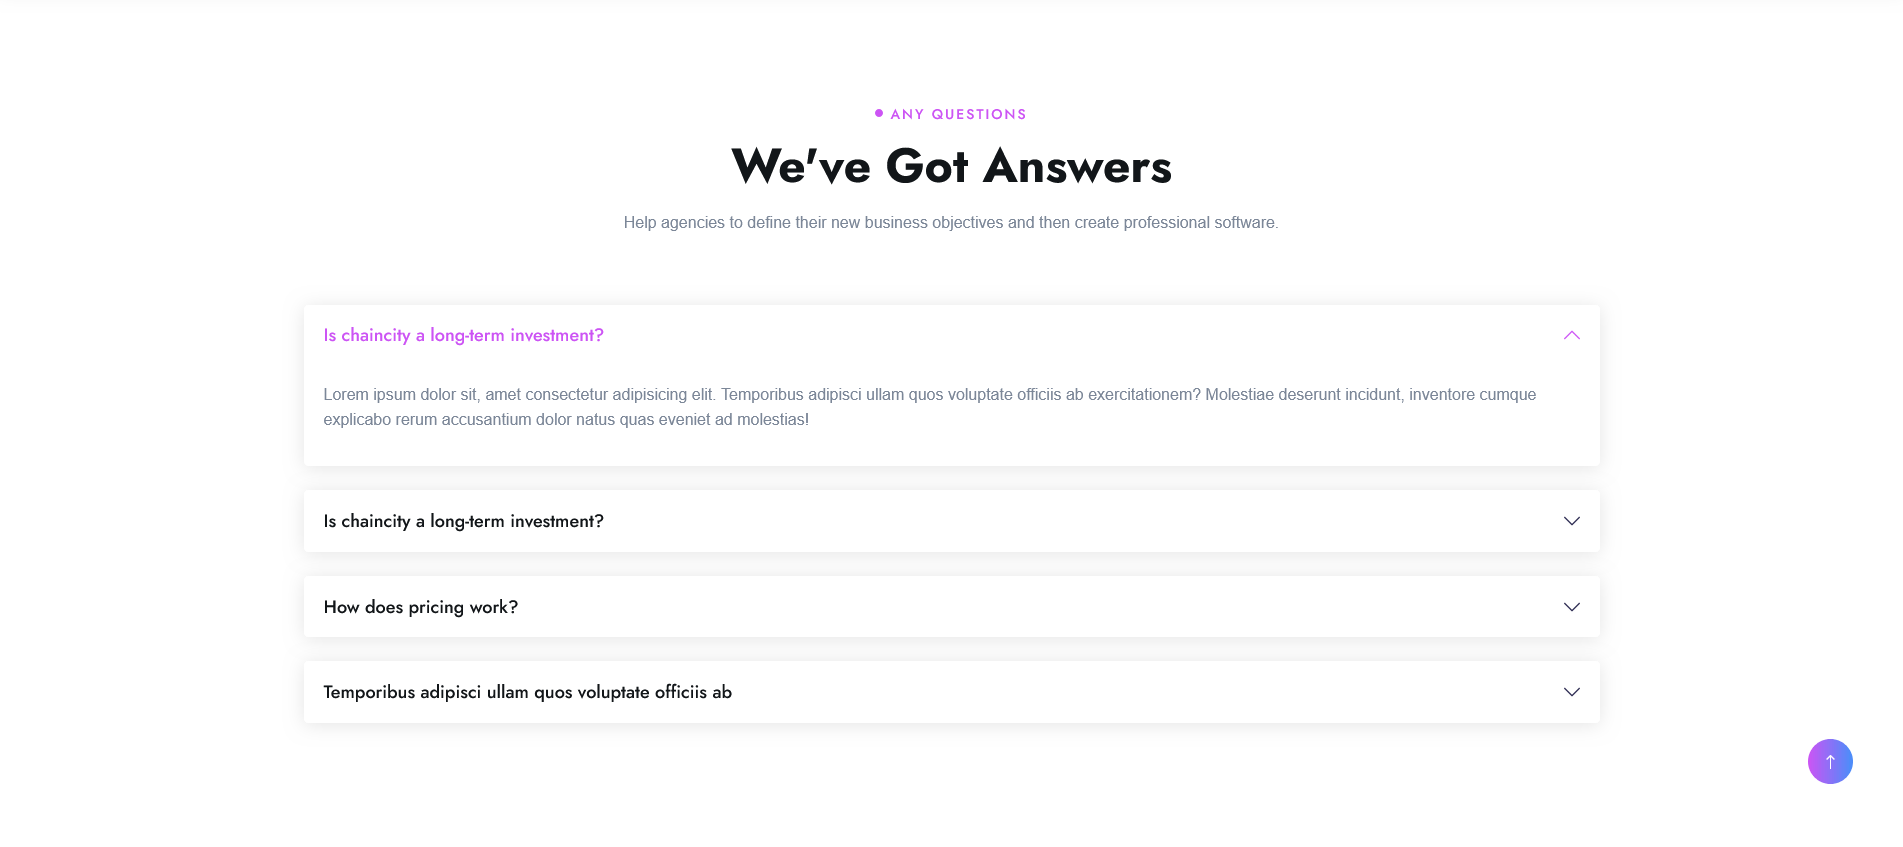 ANY QUESTIONS
We've Got Answers
Help agencies to define their new business objectives and then create professional software.
Is chaincity a long-term investment?
Lorem ipsum dolor sit, amet consectetur adipisicing elit. Temporibus adipisci ullam quos voluptate officiis ab exercitationem? Molestiae deserunt incidunt, inventore cumque
explicabo rerum accusantium dolor natus quas eveniet ad molestias!
Is chaincity a long-term investment?
How does pricing work?
Temporibus adipisci ullam quos voluptate officiis ab